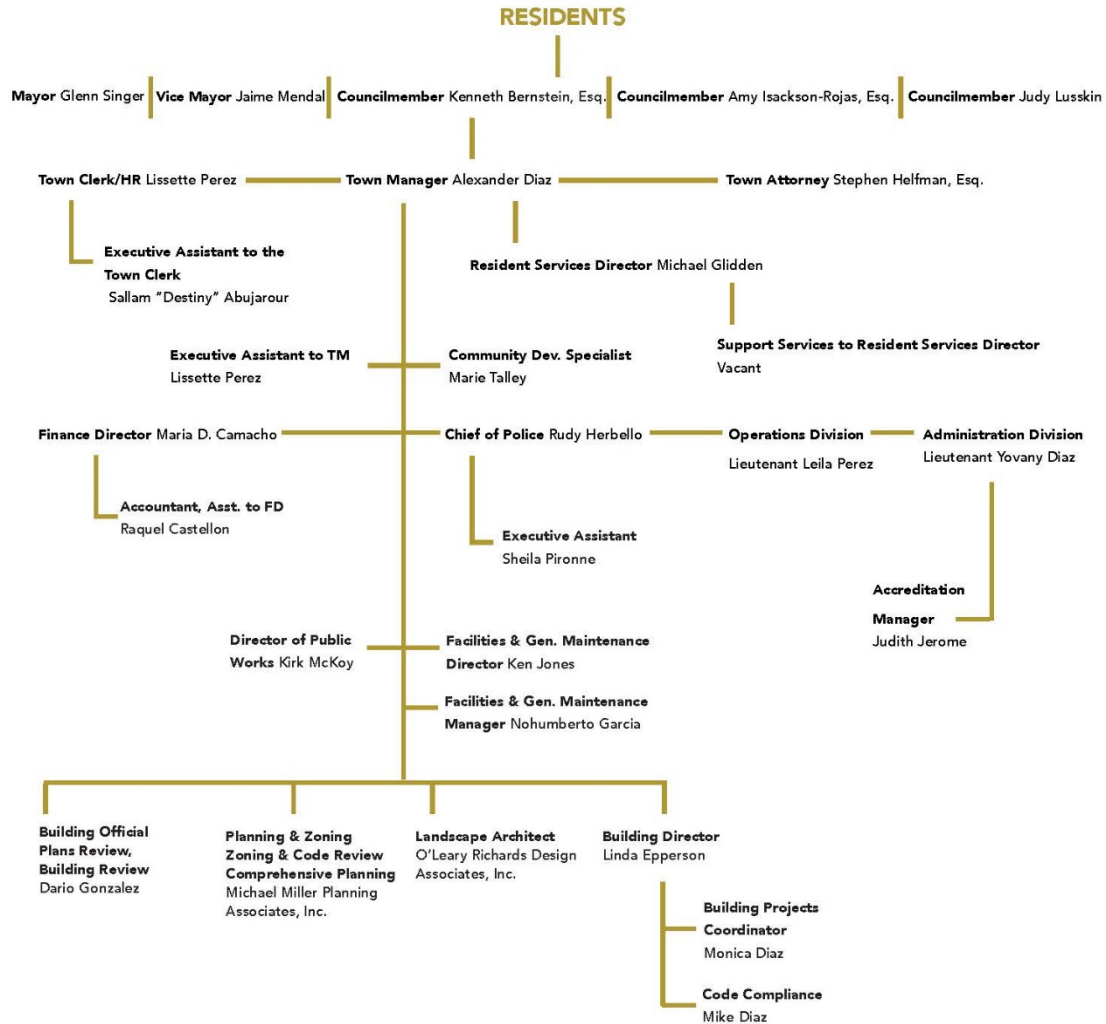 RESIDENTS
Mayor Glenn Singer
Vice Mayor Jaime Mendal
Councilmember Kenneth Bernstein, Esq.
Councilmember Amy Isackson-Rojas, Esq.
Councilmember Judy Lusskin
Town Clerk/HR Lissette Perez
Town Manager Alexander Diaz
Town Attorney Stephen Helfman, Esq.
Executive Assistant to the
Town Clerk
Sallam "Destiny" Abujarour
Resident Services Director Michael Glidden
Support Services to Resident Services Director
Vacant
Executive Assistant to TM
Lissette Perez
Community Dev. Specialist
Marie Talley
Finance Director Maria D. Camacho
Chief of Police Rudy Herbello
Operations Division
Lieutenant Leila Perez
Administration Division
Lieutenant Yovany Diaz
Accountant, Asst. to FD
Raquel Castellon
Executive Assistant
Sheila Pironne
Accreditation
Manager
Judith Jerome
Director of Public
Works Kirk McKoy
Facilities & Gen. Maintenance
Director Ken Jones
Facilities & Gen. Maintenance
Manager Nohumberto Garcia
Building Official
Plans Review,
Building Review
Dario Gonzalez
Planning & Zoning
Zoning & Code Review
Comprehensive Planning
Michael Miller Planning
Associates, Inc.
Landscape Architect
O'Leary Richards Design
Associates, Inc.
Building Director
Linda Epperson
Building Projects
Coordinator
Monica Diaz
Code Compliance
Mike Diaz